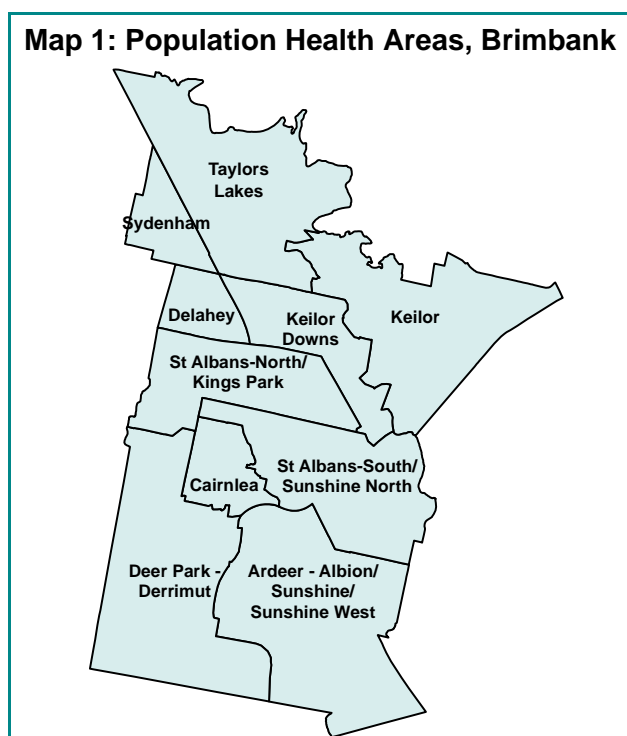 Map 1: Population Health Areas, Brimbank
Taylors
Lakes
Sydenham
Delahey
Keilor
Downs
Keilor
St Albans-North/
Kings Park
St Albans-South/
Sunshine North
Cairnlea
Deer Park -
Derrimut
Ardeer - Albion/
Sunshine/
Sunshine West